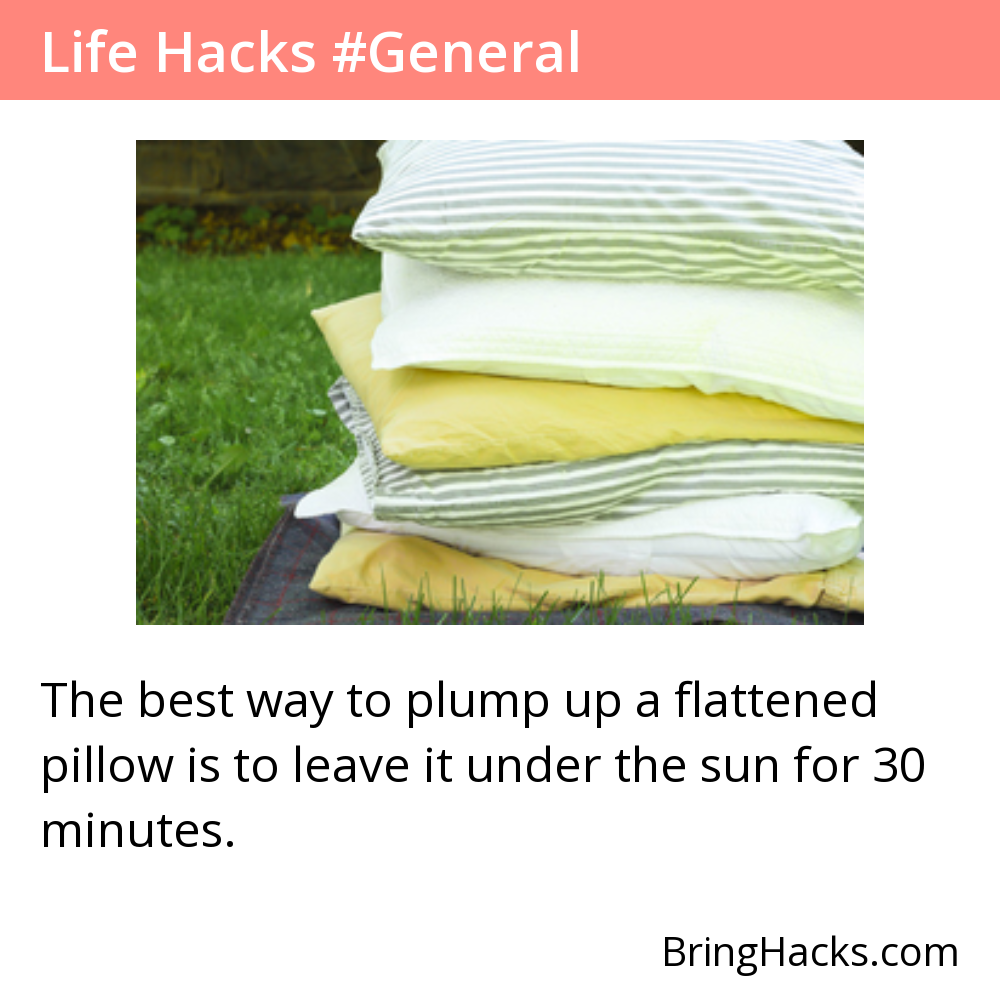 Life Hacks #General
The best way to plump up a flattened
pillow is to leave it under the sun for 30
minutes.
BringHacks.com